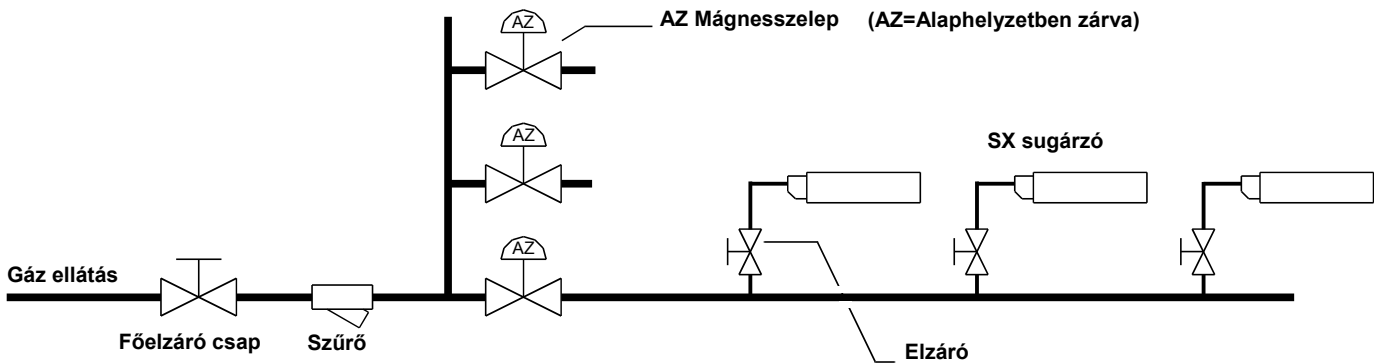 AZ
AZ Mágnesszelep (AZ=Alaphelyzetben zárva)
AZ
SX sugárzó
AZ
Gáz ellátás
Főelzáró csap
Szűrő
Elzáró